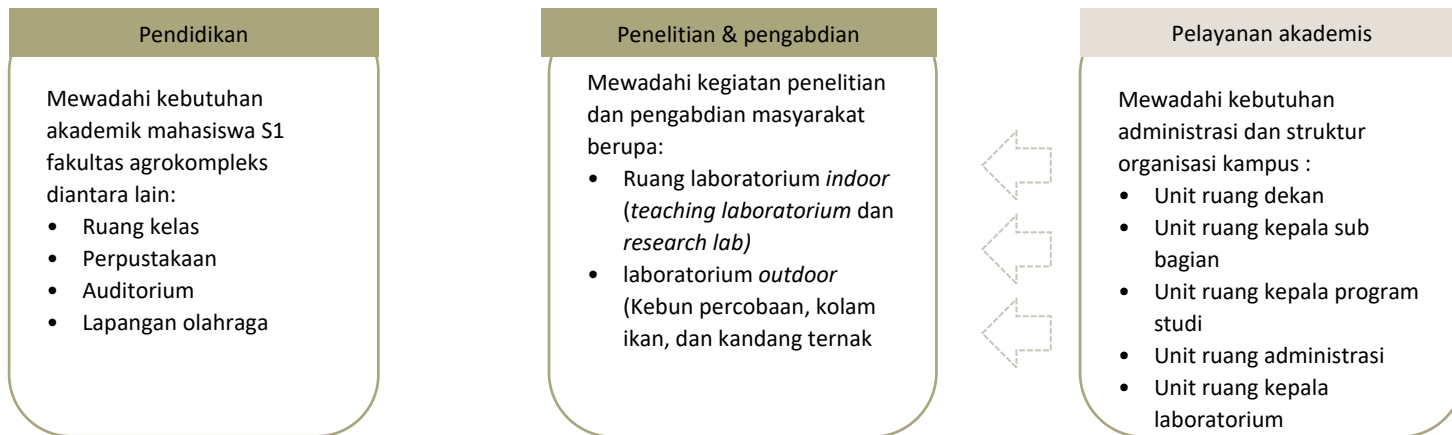 Pendidikan
Mewadahi kebutuhan
akademik mahasiswa S1
fakultas agrokompleks
diantara lain:
• Ruang kelas
• Perpustakaan
• Auditorium
• Lapangan olahraga
Penelitian & pengabdian
Mewadahi kegiatan penelitian
dan pengabdian masyarakat
berupa:
• Ruang laboratorium indoor
(teaching laboratorium dan
research lab)
• laboratorium outdoor
(Kebun percobaan, kolam
ikan, dan kandang ternak
Pelayanan akademis
Mewadahi kebutuhan
administrasi dan struktur
organisasi kampus :
• Unit ruang dekan
• Unit ruang kepala sub
bagian
• Unit ruang kepala program
studi
• Unit ruang administrasi
• Unit ruang kepala
laboratorium